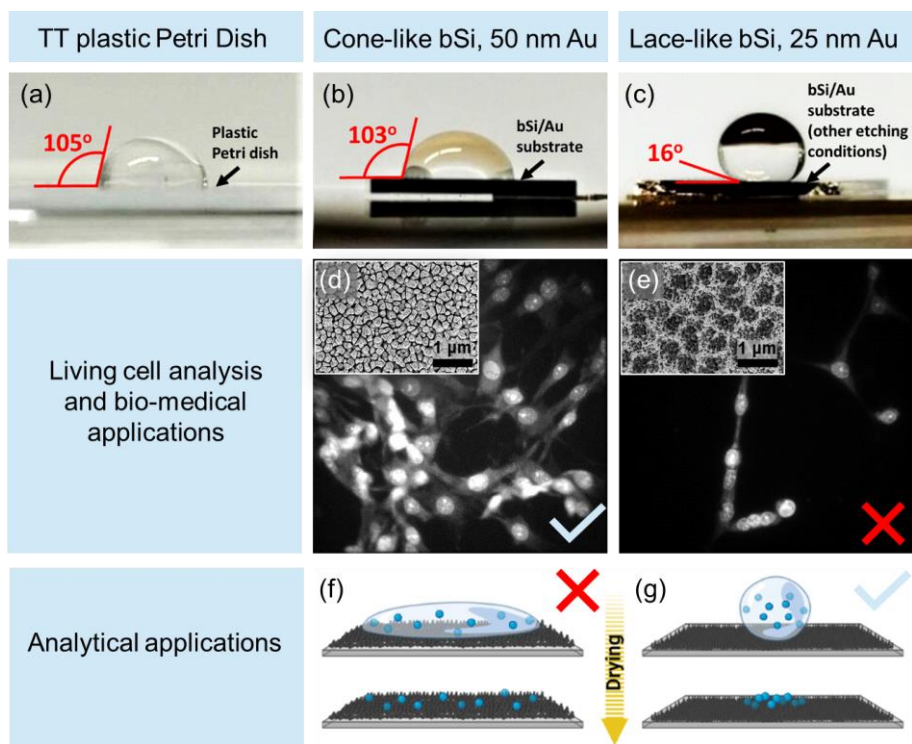 TT plastic Petri Dish
Cone-like bSi, 50 nm Au
Lace-like bSi, 25 nm Au
(a)
105°
Plastic
Petri dish
(b)
103°
bSi/Au
substrate
(c)
16°
bSi/Au
substrate
(other etching
conditions)
Living cell analysis
and bio-medical
applications
(d)
1 µm
(e)
1 µm
Analytical applications
(f)
Drying
(g)